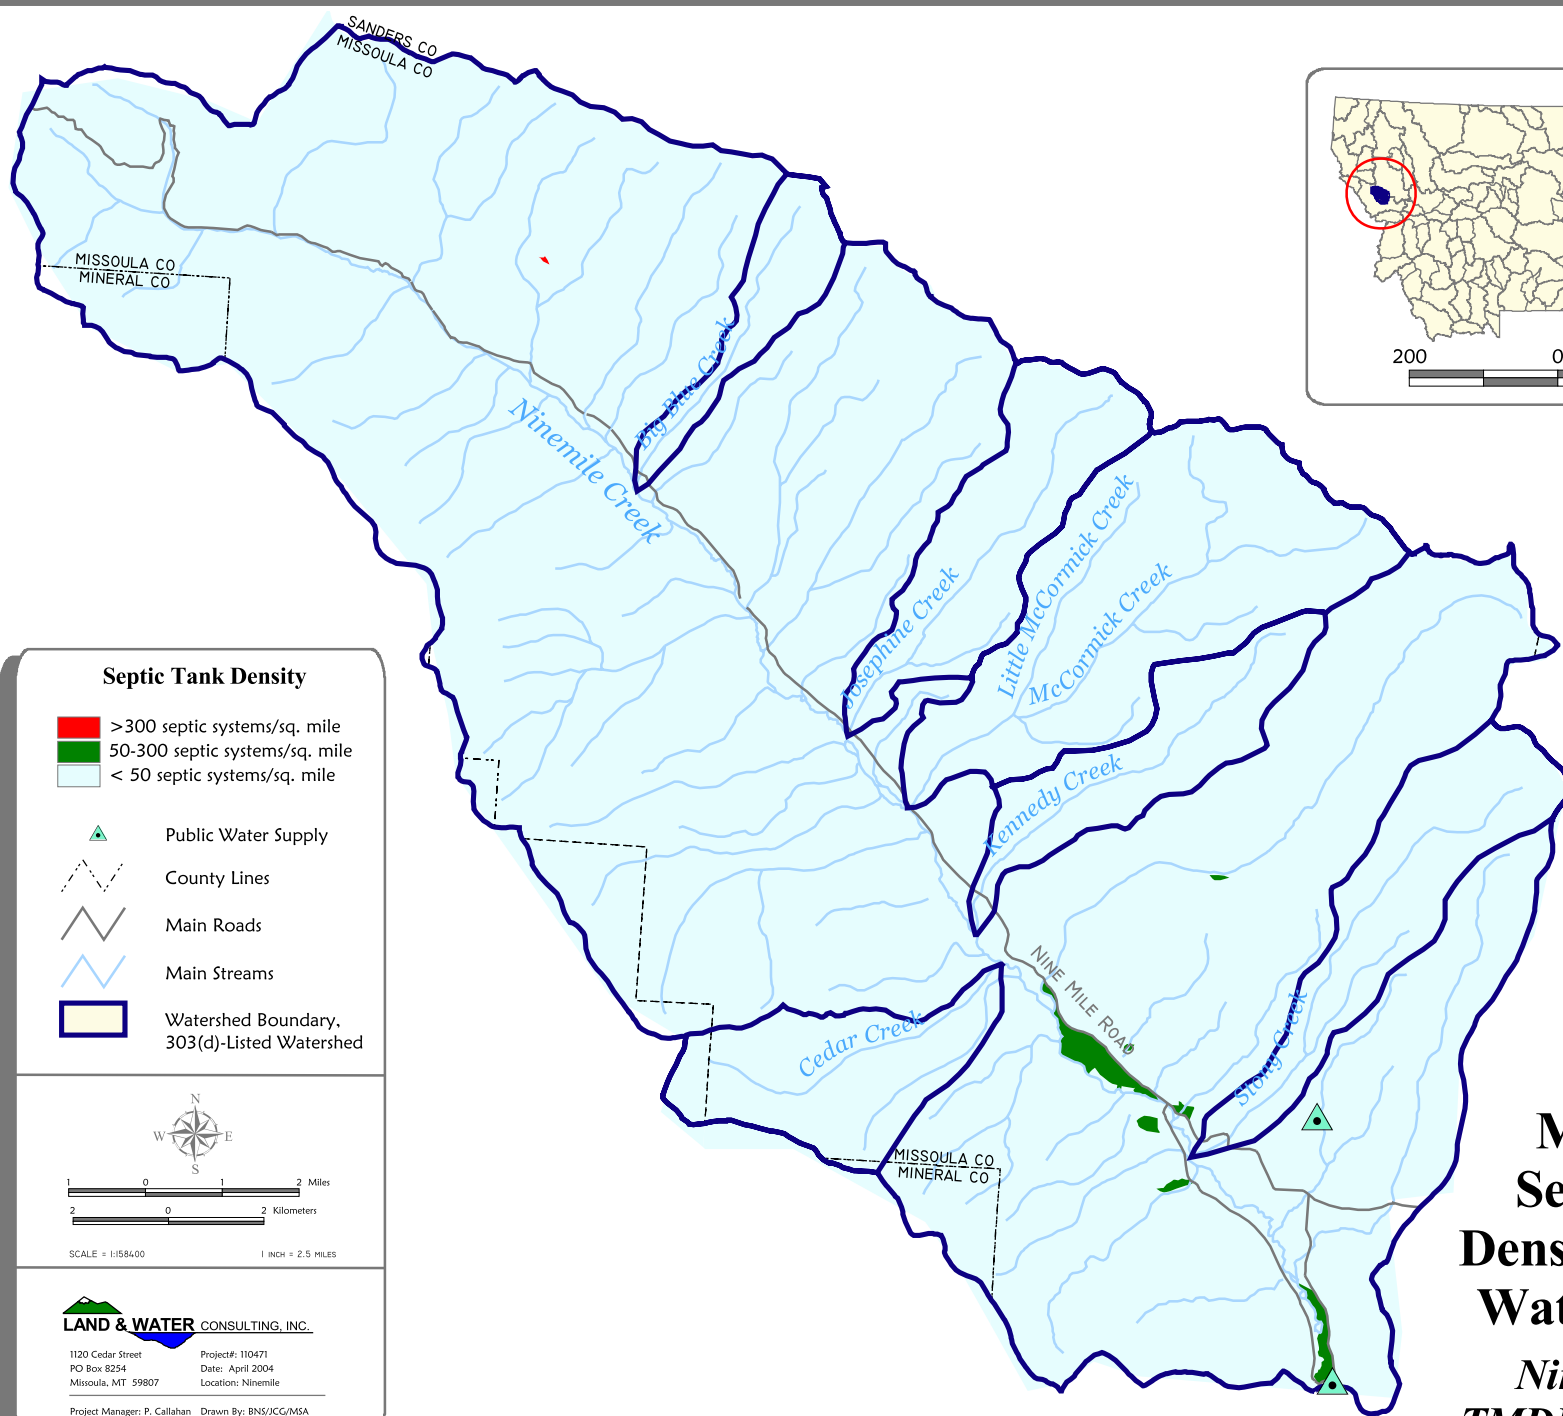 SANDERS CO
MISSOULA CO
MISSOULA CO
MINERAL CO
200
0
Big Blue Creek
Ninemile Creek
Little McCormick Creek
McCormick Creek
Josephine Creek
Kennedy Creek
NINE MILE ROAD
Cedar Creek
Stony Creek
MISSOULA CO
MINERAL CO
Septic Tank Density
>300 septic systems/sq. mile
50-300 septic systems/sq. mile
< 50 septic systems/sq. mile
Public Water Supply
County Lines
Main Roads
Main Streams
Watershed Boundary,
303(d)-Listed Watershed
N
W E
S
1 0 1 2 Miles
2 0 2 Kilometers
SCALE = 1:158400 1 INCH = 2.5 MILES
LAND & WATER CONSULTING, INC.
1120 Cedar Street Project#: 110471
PO Box 8254 Date: April 2004
Missoula, MT 59807 Location: Ninemile
Project Manager: P. Callahan Drawn By: BNS/JCG/MSA
M
Se
Dens
Wat
Ni